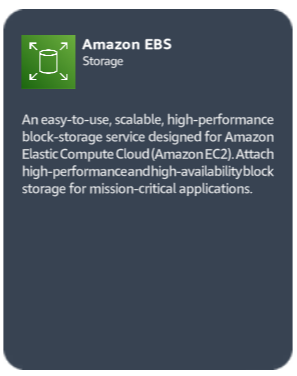 Amazon EBS
Storage
An easy-to-use, scalable, high-performance
block-storage service designed for Amazon
Elastic Compute Cloud (Amazon EC2). Attach
high-performance and high-availability block
storage for mission-critical applications.